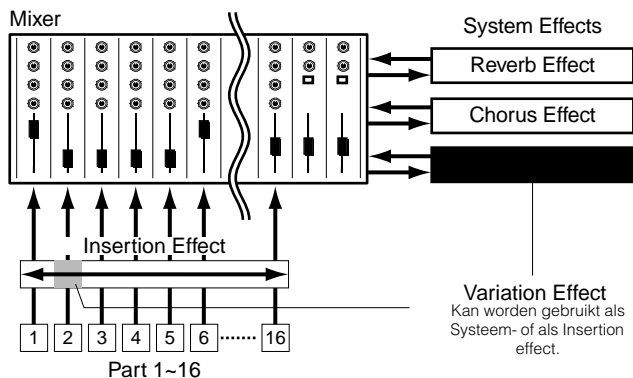 Mixer
System Effects
Reverb Effect
Chorus Effect
Insertion Effect
Variation Effect
Kan worden gebruikt als
Systeem- of als Insertion
effect.
1 2 3 4 5 6 ....... 16
Part 1~16